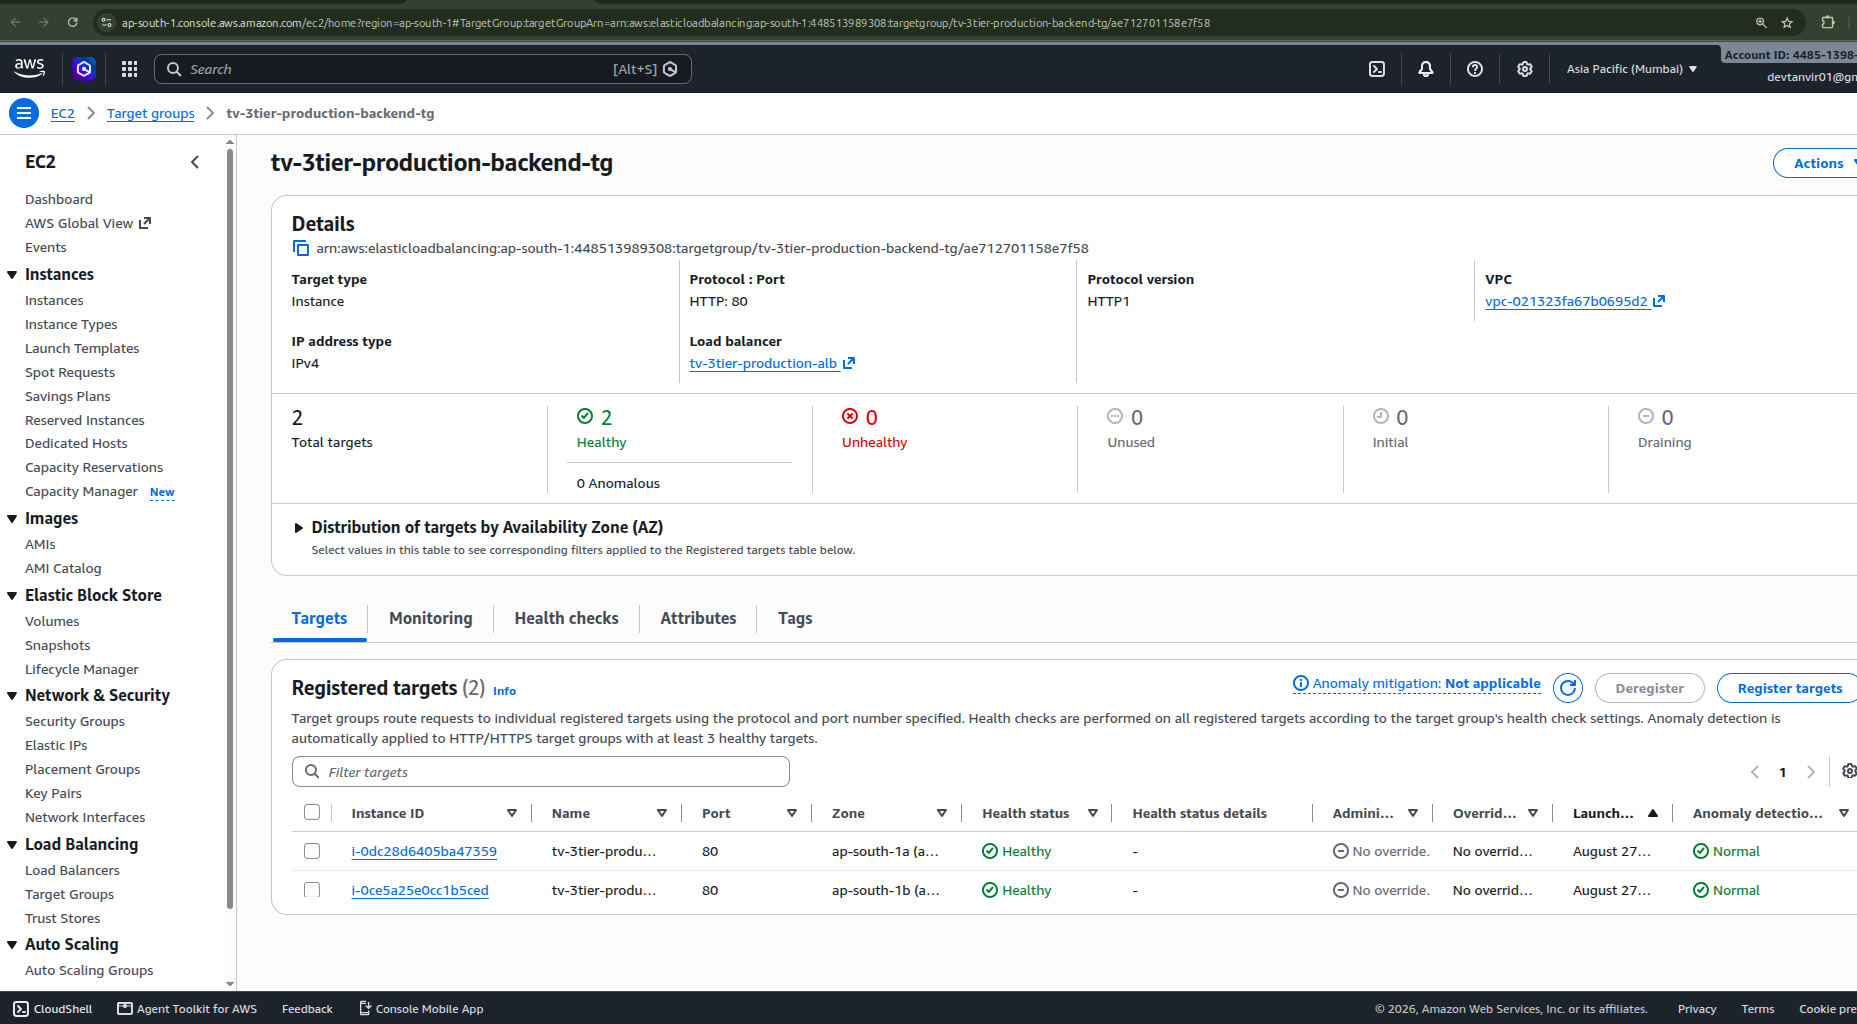 ap-south-1.console.aws.amazon.com/ec2/home?region=ap-south-1#TargetGroup:targetGroupArn=arn:aws:elasticloadbalancing:ap-south-1:448513989308:targetgroup/tv-3tier-production-backend-tg/ae712701158e7f58
aws
Search [Alt+S]
Asia Pacific (Mumbai)
Account ID: 4485-1398-
devtanvir01@gn
EC2 Target groups tv-3tier-production-backend-tg
EC2
Dashboard
AWS Global View
Events
Instances
Instances
Instance Types
Launch Templates
Spot Requests
Savings Plans
Reserved Instances
Dedicated Hosts
Capacity Reservations
Capacity Manager New
Images
AMIs
AMI Catalog
Elastic Block Store
Volumes
Snapshots
Lifecycle Manager
Network & Security
Security Groups
Elastic IPs
Placement Groups
Key Pairs
Network Interfaces
Load Balancing
Load Balancers
Target Groups
Trust Stores
Auto Scaling
Auto Scaling Groups
tv-3tier-production-backend-tg
Actions
Details
arn:aws:elasticloadbalancing:ap-south-1:448513989308:targetgroup/tv-3tier-production-backend-tg/ae712701158e7f58
Target type
Instance
Protocol : Port
HTTP: 80
Protocol version
HTTP1
VPC
vpc-021323fa67b0695d2
IP address type
IPv4
Load balancer
tv-3tier-production-alb
2
Total targets
2
Healthy
0 Anomalous
0
Unhealthy
0
Unused
0
Initial
0
Draining
Distribution of targets by Availability Zone (AZ)
Select values in this table to see corresponding filters applied to the Registered targets table below.
Targets Monitoring Health checks Attributes Tags
Registered targets (2) Info
Anomaly mitigation: Not applicable
Deregister
Register targets
Target groups route requests to individual registered targets using the protocol and port number specified. Health checks are performed on all registered targets according to the target group's health check settings. Anomaly detection is
automatically applied to HTTP/HTTPS target groups with at least 3 healthy targets.
Filter targets
1
Instance ID Name Port Zone Health status Health status details Admini... Overrid... Launch... Anomaly detectio...
i-0dc28d6405ba47359 tv-3tier-produ... 80 ap-south-1a (a... Healthy - No override. No overrid... August 27... Normal
i-0ce5a25e0cc1b5ced tv-3tier-produ... 80 ap-south-1b (a... Healthy - No override. No overrid... August 27... Normal
CloudShell Agent Toolkit for AWS Feedback Console Mobile App
© 2026, Amazon Web Services, Inc. or its affiliates. Privacy Terms Cookie pre